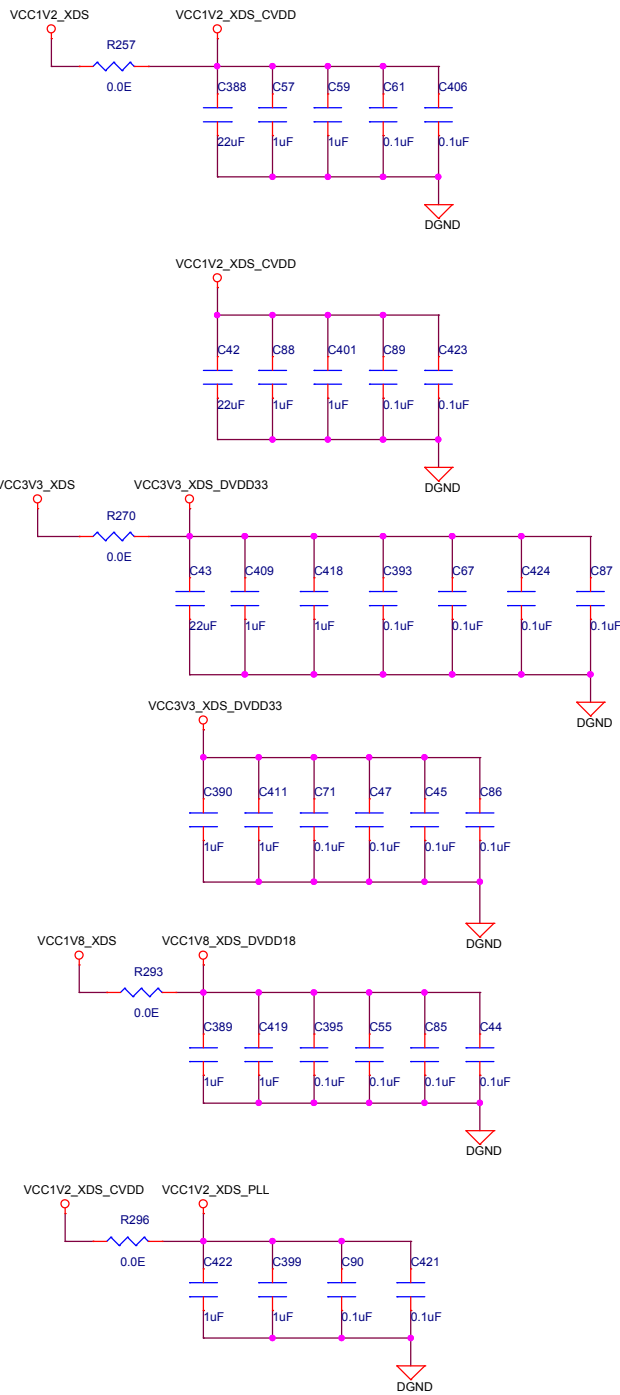 VCC1V2_XDS VCC1V2_XDS_CVDD
R257
0.0E
C388 C57 C59 C61 C406
22uF 1uF 1uF 0.1uF 0.1uF
DGND
VCC1V2_XDS_CVDD
C42 C88 C401 C89 C423
22uF 1uF 1uF 0.1uF 0.1uF
DGND
VCC3V3_XDS VCC3V3_XDS_DVDD33
R270
0.0E
C43 C409 C418 C393 C67 C424 C87
22uF 1uF 1uF 0.1uF 0.1uF 0.1uF 0.1uF
DGND
VCC3V3_XDS_DVDD33
C390 C411 C71 C47 C45 C86
1uF 1uF 0.1uF 0.1uF 0.1uF 0.1uF
DGND
VCC1V8_XDS VCC1V8_XDS_DVDD18
R293
0.0E
C389 C419 C395 C55 C85 C44
1uF 1uF 0.1uF 0.1uF 0.1uF 0.1uF
DGND
VCC1V2_XDS_CVDD VCC1V2_XDS_PLL
R296
0.0E
C422 C399 C90 C421
1uF 1uF 0.1uF 0.1uF
DGND